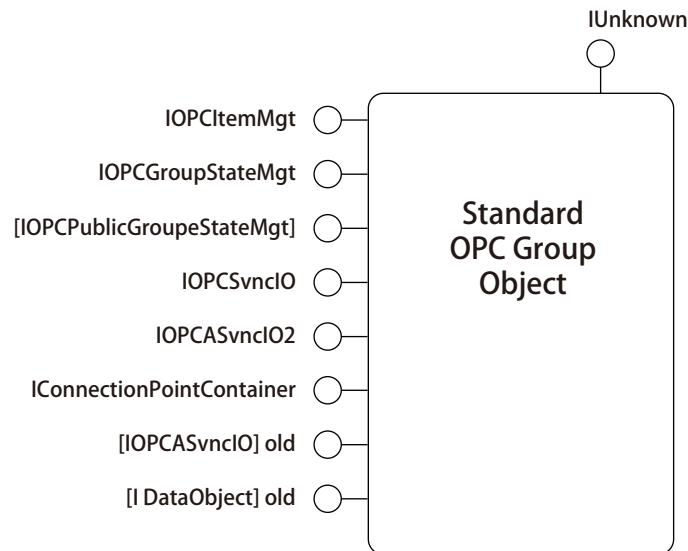 IUnknown
IOPCItemMgt
IOPCGroupStateMgt
[IOPCPublicGroupeStateMgt]
IOPCSvncIO
IOPCASvncIO2
IConnectionPointContainer
[IOPCASvncIO] old
[I DataObject] old
Standard
OPC Group
Object